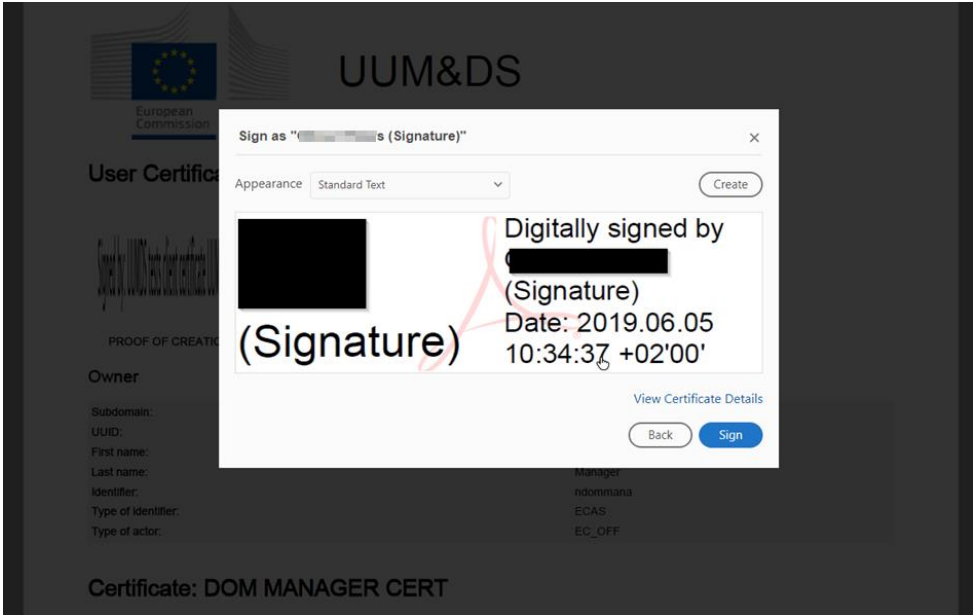 UUM&DS
European
Commission
Sign as " s (Signature)"
User Certifica
Appearance Standard Text Create
Digitally signed by
(Signature)
Date: 2019.06.05
10:34:37 +02'00'
(Signature)
PROOF OF CREATIO
Owner
View Certificate Details
Back Sign
Subdomain:
UUID:
First name:
Last name: Manager
Identifier: ndommana
Type of identifier: ECAS
Type of actor: EC_OFF
Certificate: DOM MANAGER CERT